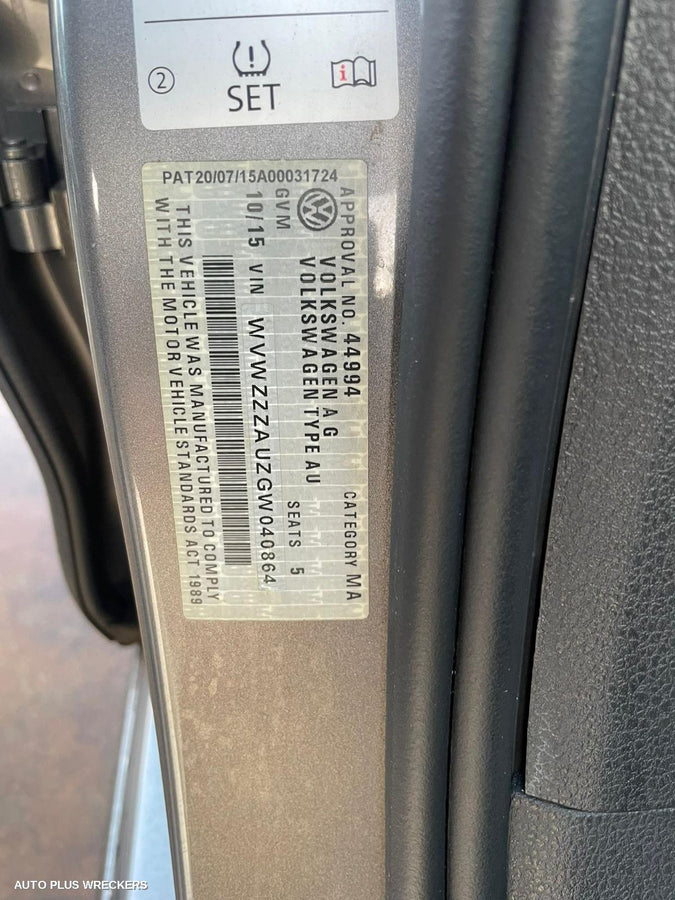 2
SET
i
PAT20/07/15A00031724
APPROVAL NO. 44994 CATEGORY MA
VOLKSWAGEN AG
VOLKSWAGEN TYPE AU
GVM SEATS 5
10/15 VIN WVWZZZAUZGW040864
THIS VEHICLE WAS MANUFACTURED TO COMPLY
WITH THE MOTOR VEHICLE STANDARDS ACT 1989
AUTO PLUS WRECKERS